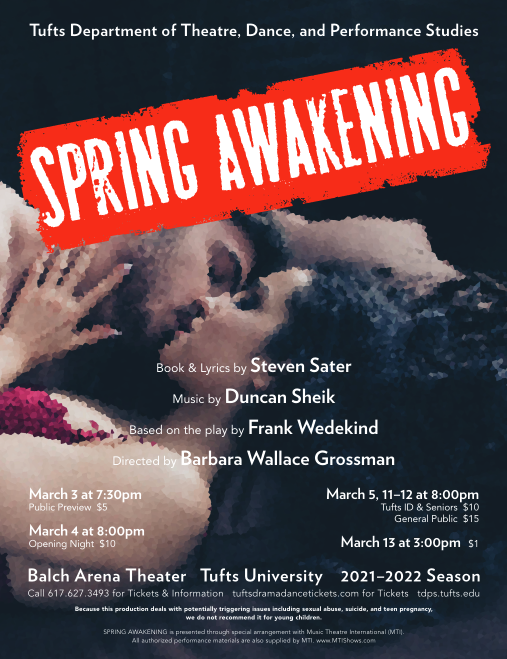 Tufts Department of Theatre, Dance, and Performance Studies
SPRING AWAKENING
Book & Lyrics by Steven Sater
Music by Duncan Sheik
Based on the play by Frank Wedekind
Directed by Barbara Wallace Grossman
March 3 at 7:30pm
Public Preview $5
March 4 at 8:00pm
Opening Night $10
March 5, 11–12 at 8:00pm
Tufts ID & Seniors $10
General Public $15
March 13 at 3:00pm $1
Balch Arena Theater Tufts University 2021–2022 Season
Call 617.627.3493 for Tickets & Information tuftsdramadancetickets.com for Tickets tdps.tufts.edu
Because this production deals with potentially triggering issues including sexual abuse, suicide, and teen pregnancy,
we do not recommend it for young children.
SPRING AWAKENING is presented through special arrangement with Music Theatre International (MTI).
All authorized performance materials are also supplied by MTI. www.MTIShows.com